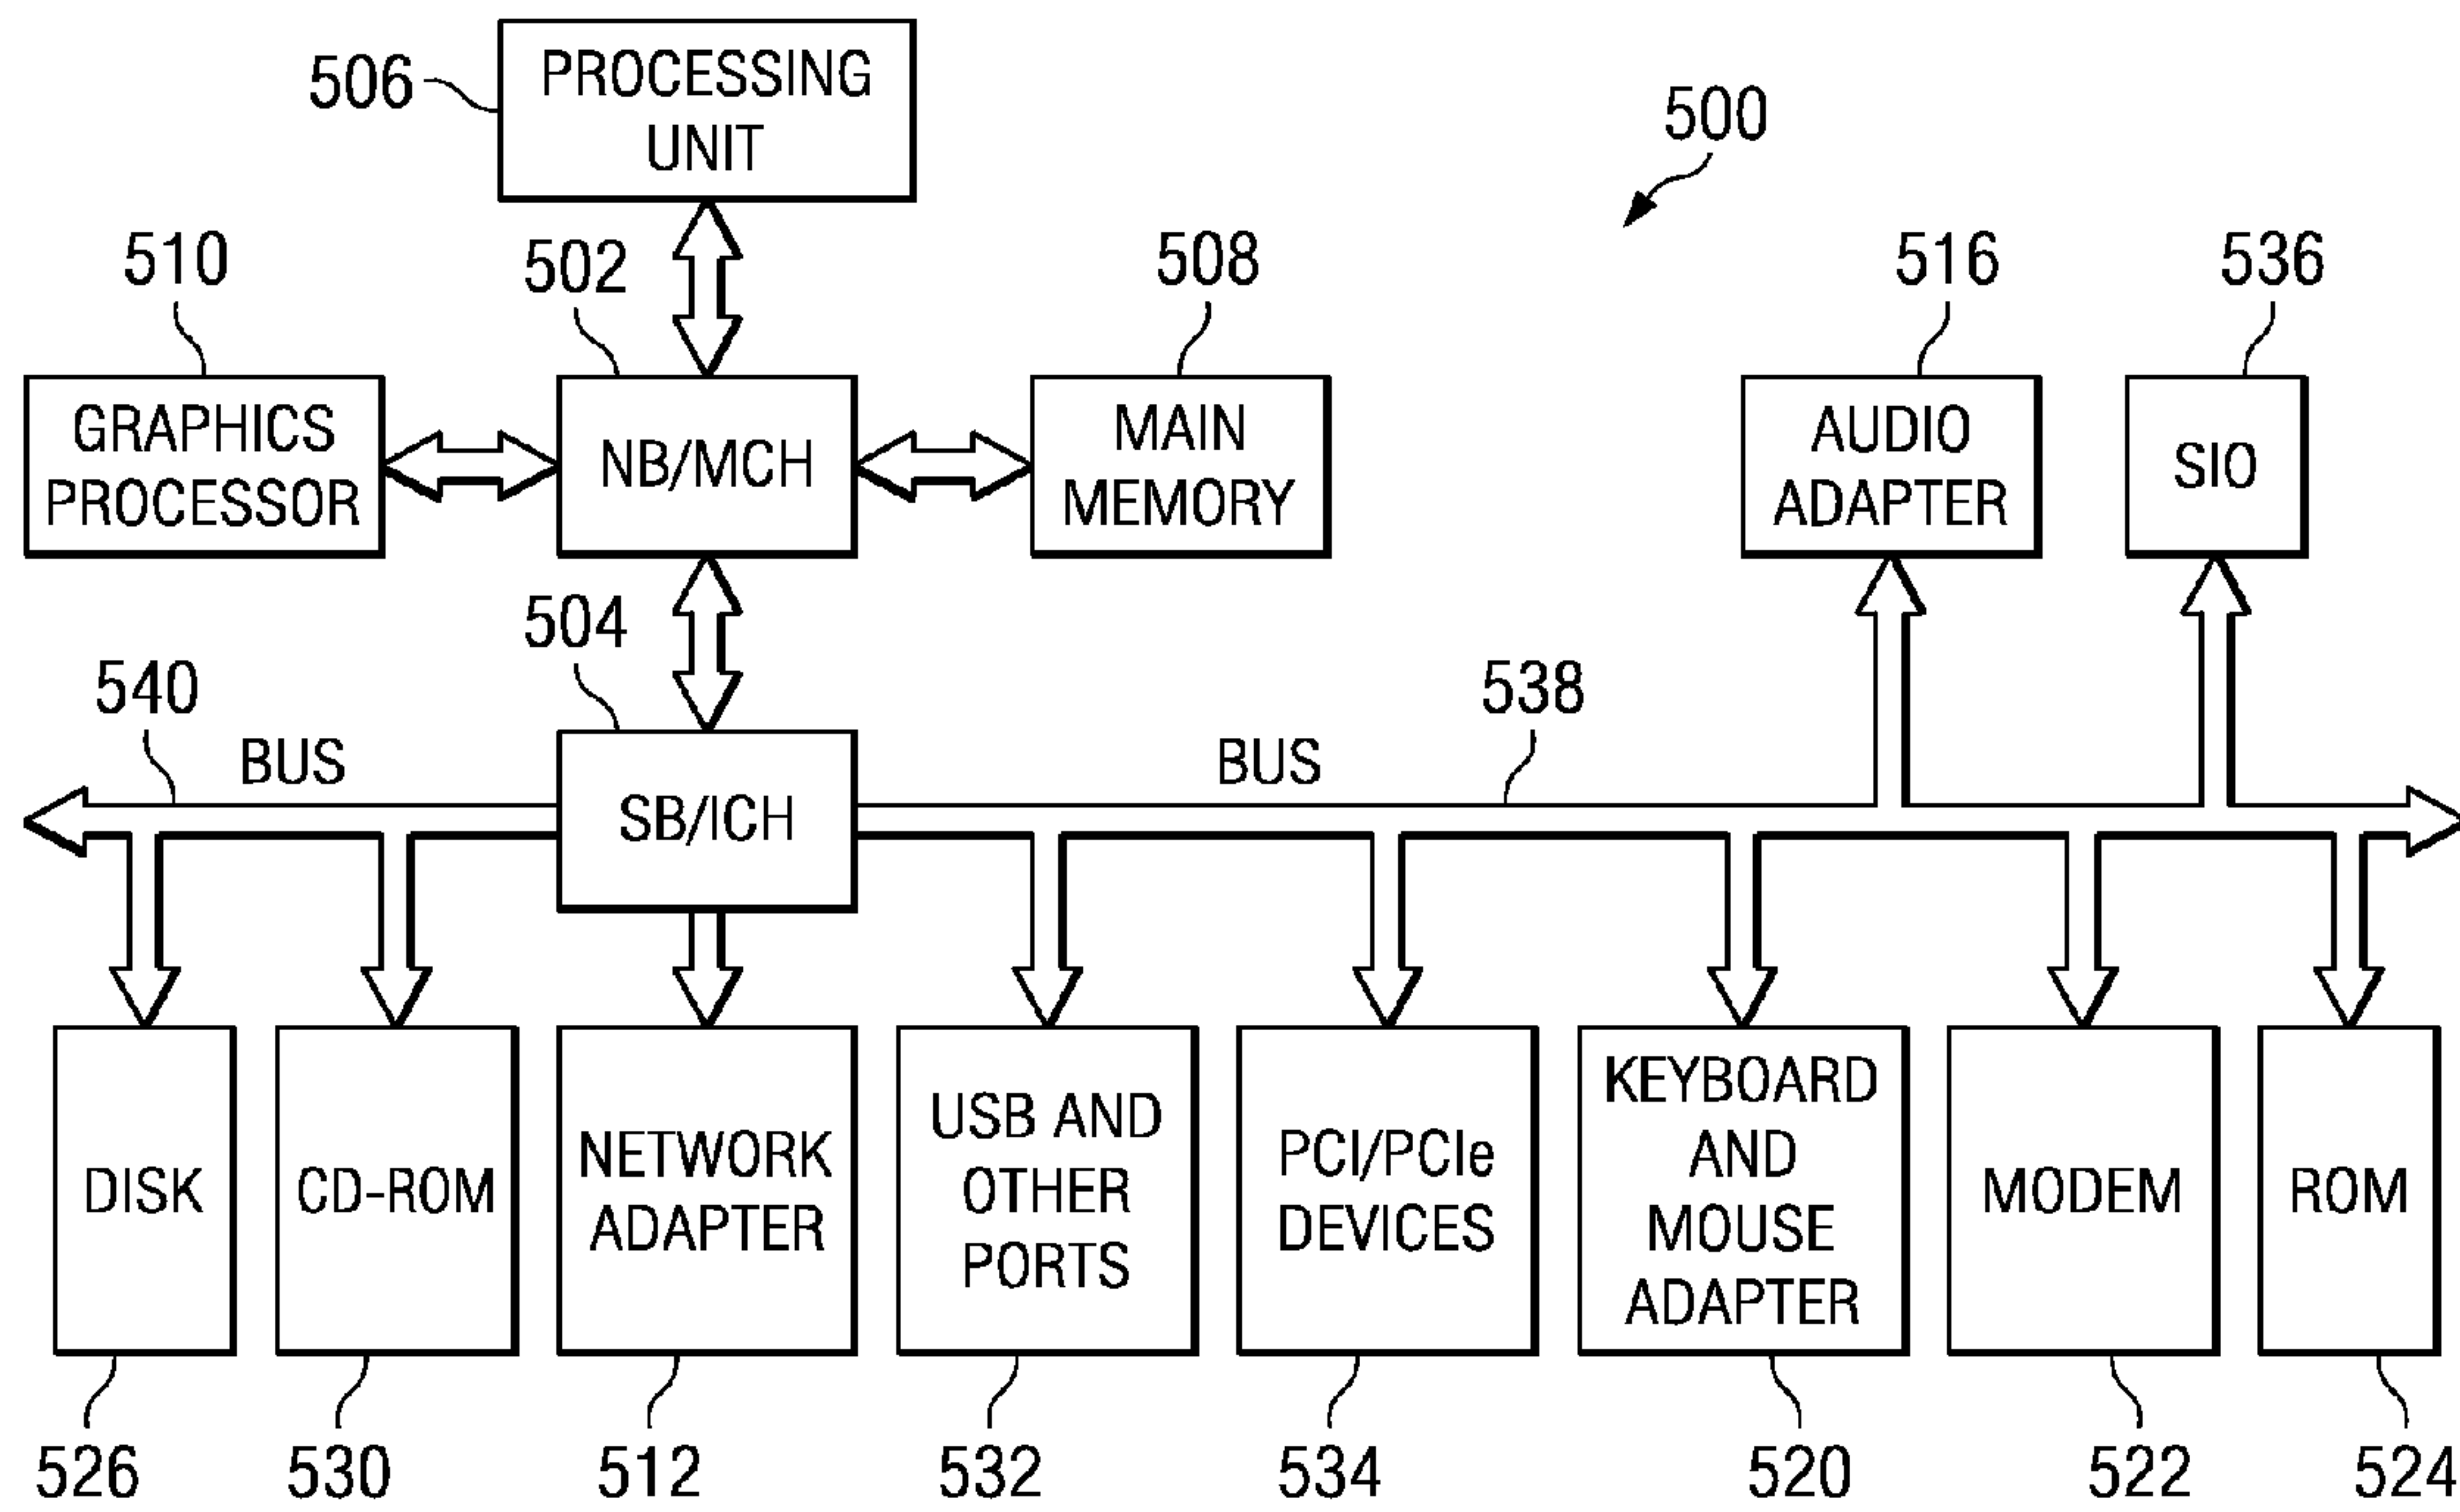 506
PROCESSING
UNIT
500
510
502
508
516
536
GRAPHICS
PROCESSOR
NB/MCH
MAIN
MEMORY
AUDIO
ADAPTER
SIO
504
540
BUS
538
BUS
SB/ICH
DISK
CD-ROM
NETWORK
ADAPTER
USB AND
OTHER
PORTS
PCI/PCIe
DEVICES
KEYBOARD
AND
MOUSE
ADAPTER
MODEM
ROM
526
530
512
532
534
520
522
524